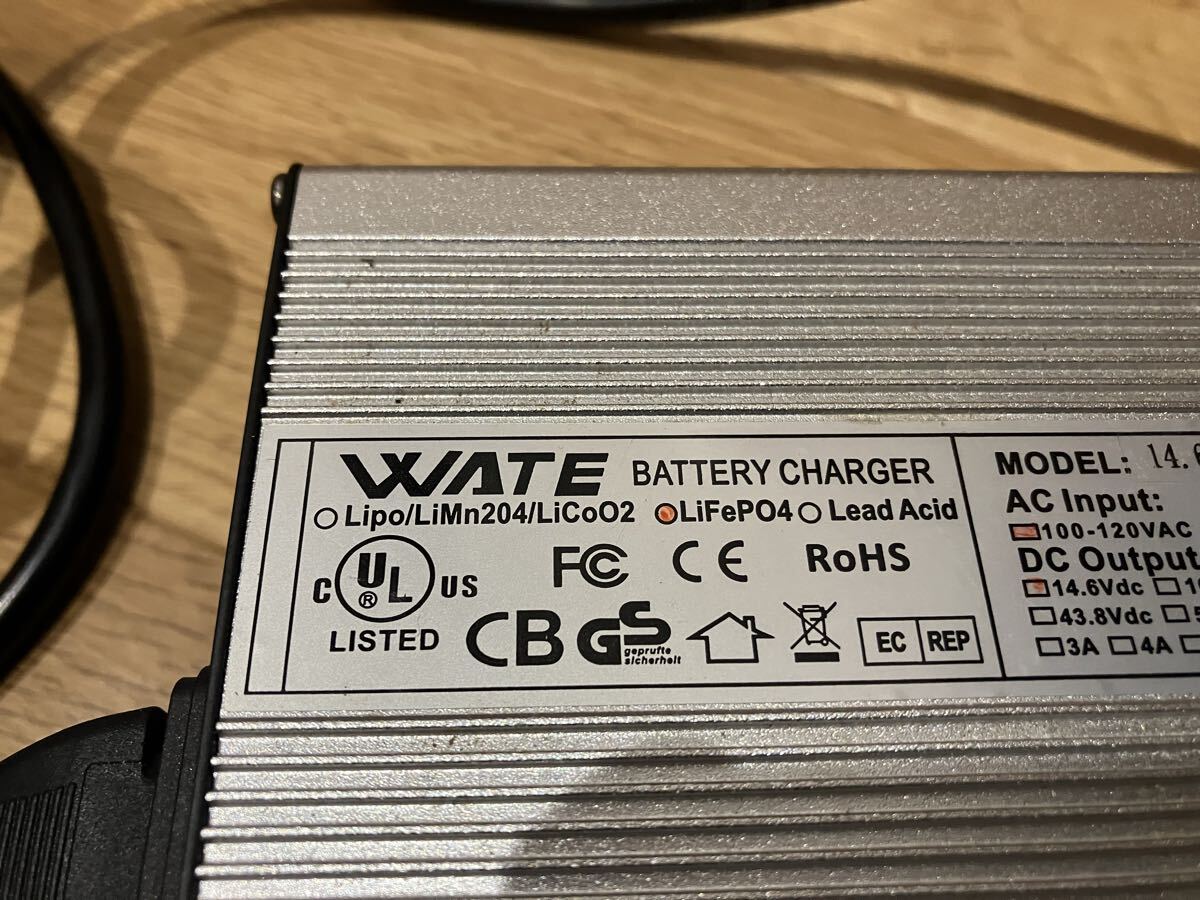 WATE BATTERY CHARGER
Lipo/LiMn204/LiCoO2 LiFePO4 Lead Acid
C UL ® US
LISTED
FC CE RoHS
CB GS geprufte sicherheit
EC REP
MODEL: 14.
AC Input:
100-120VAC
DC Output
14.6Vdc
43.8Vdc
3A 4A